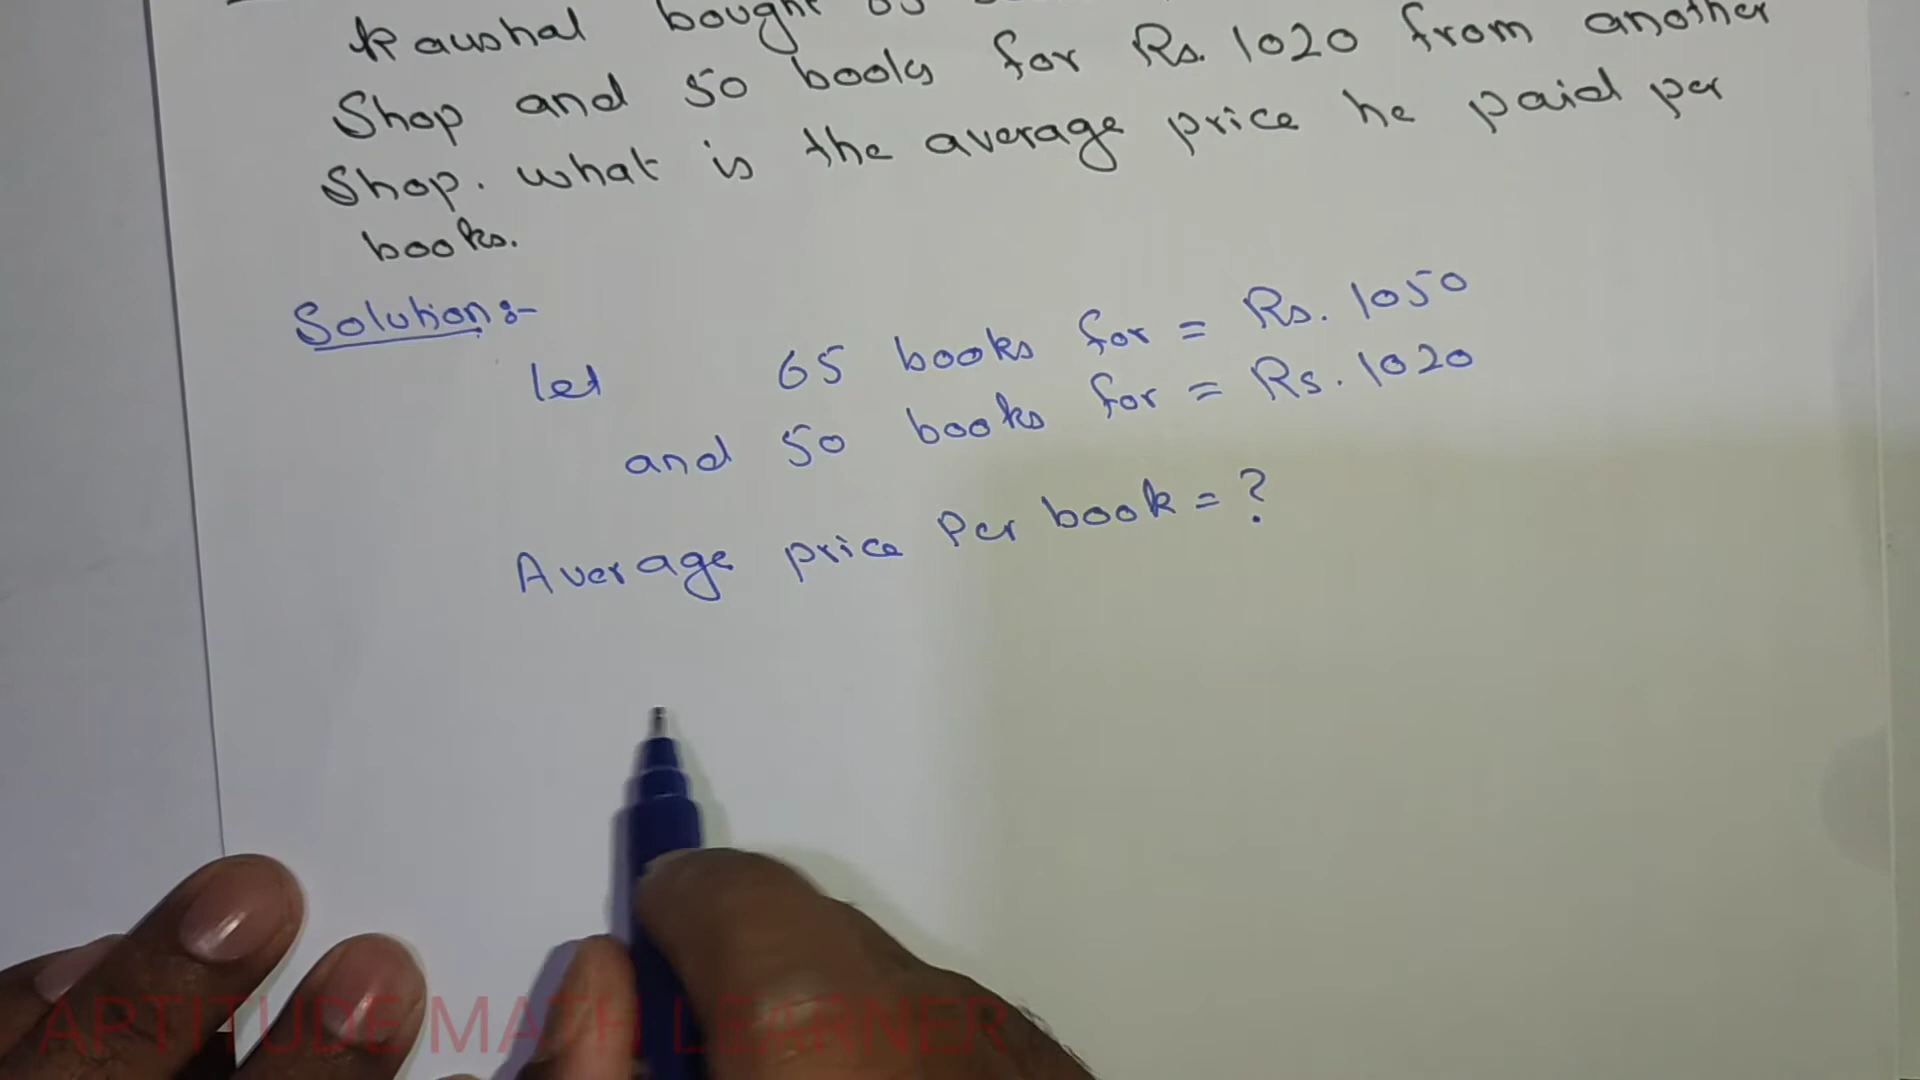 Kaushal bought
Shop and 50 books for Rs. 1020 from another
Shop. what is the average price he paid per
books.
Solution:-
let 65 books for = Rs. 1050
and 50 books for = Rs. 1020
Average price Per book = ?
APTITUDE MATH LEARNER